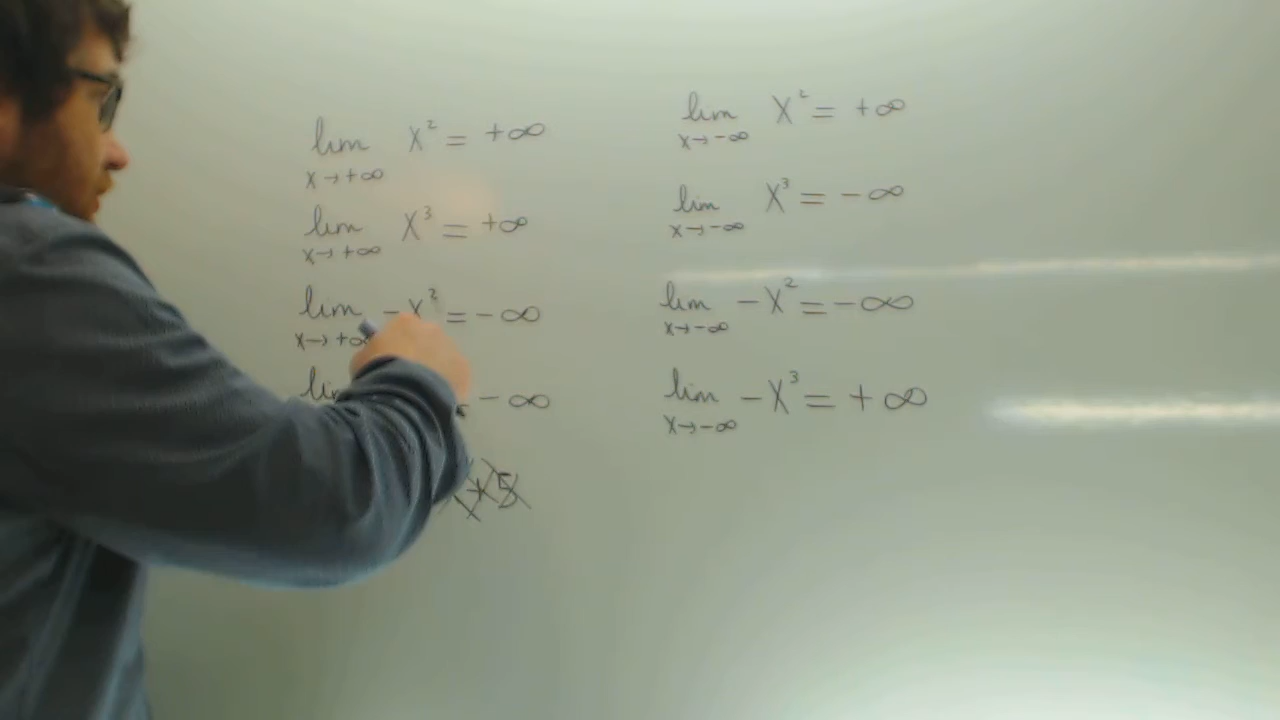 lim x² = +∞
x→+∞
lim x³ = +∞
x→+∞
lim -x² = -∞
x→+∞
lim -∞
lim x² = +∞
x→-∞
lim x³ = -∞
x→-∞
lim -x² = -∞
x→-∞
lim -x³ = +∞
x→-∞